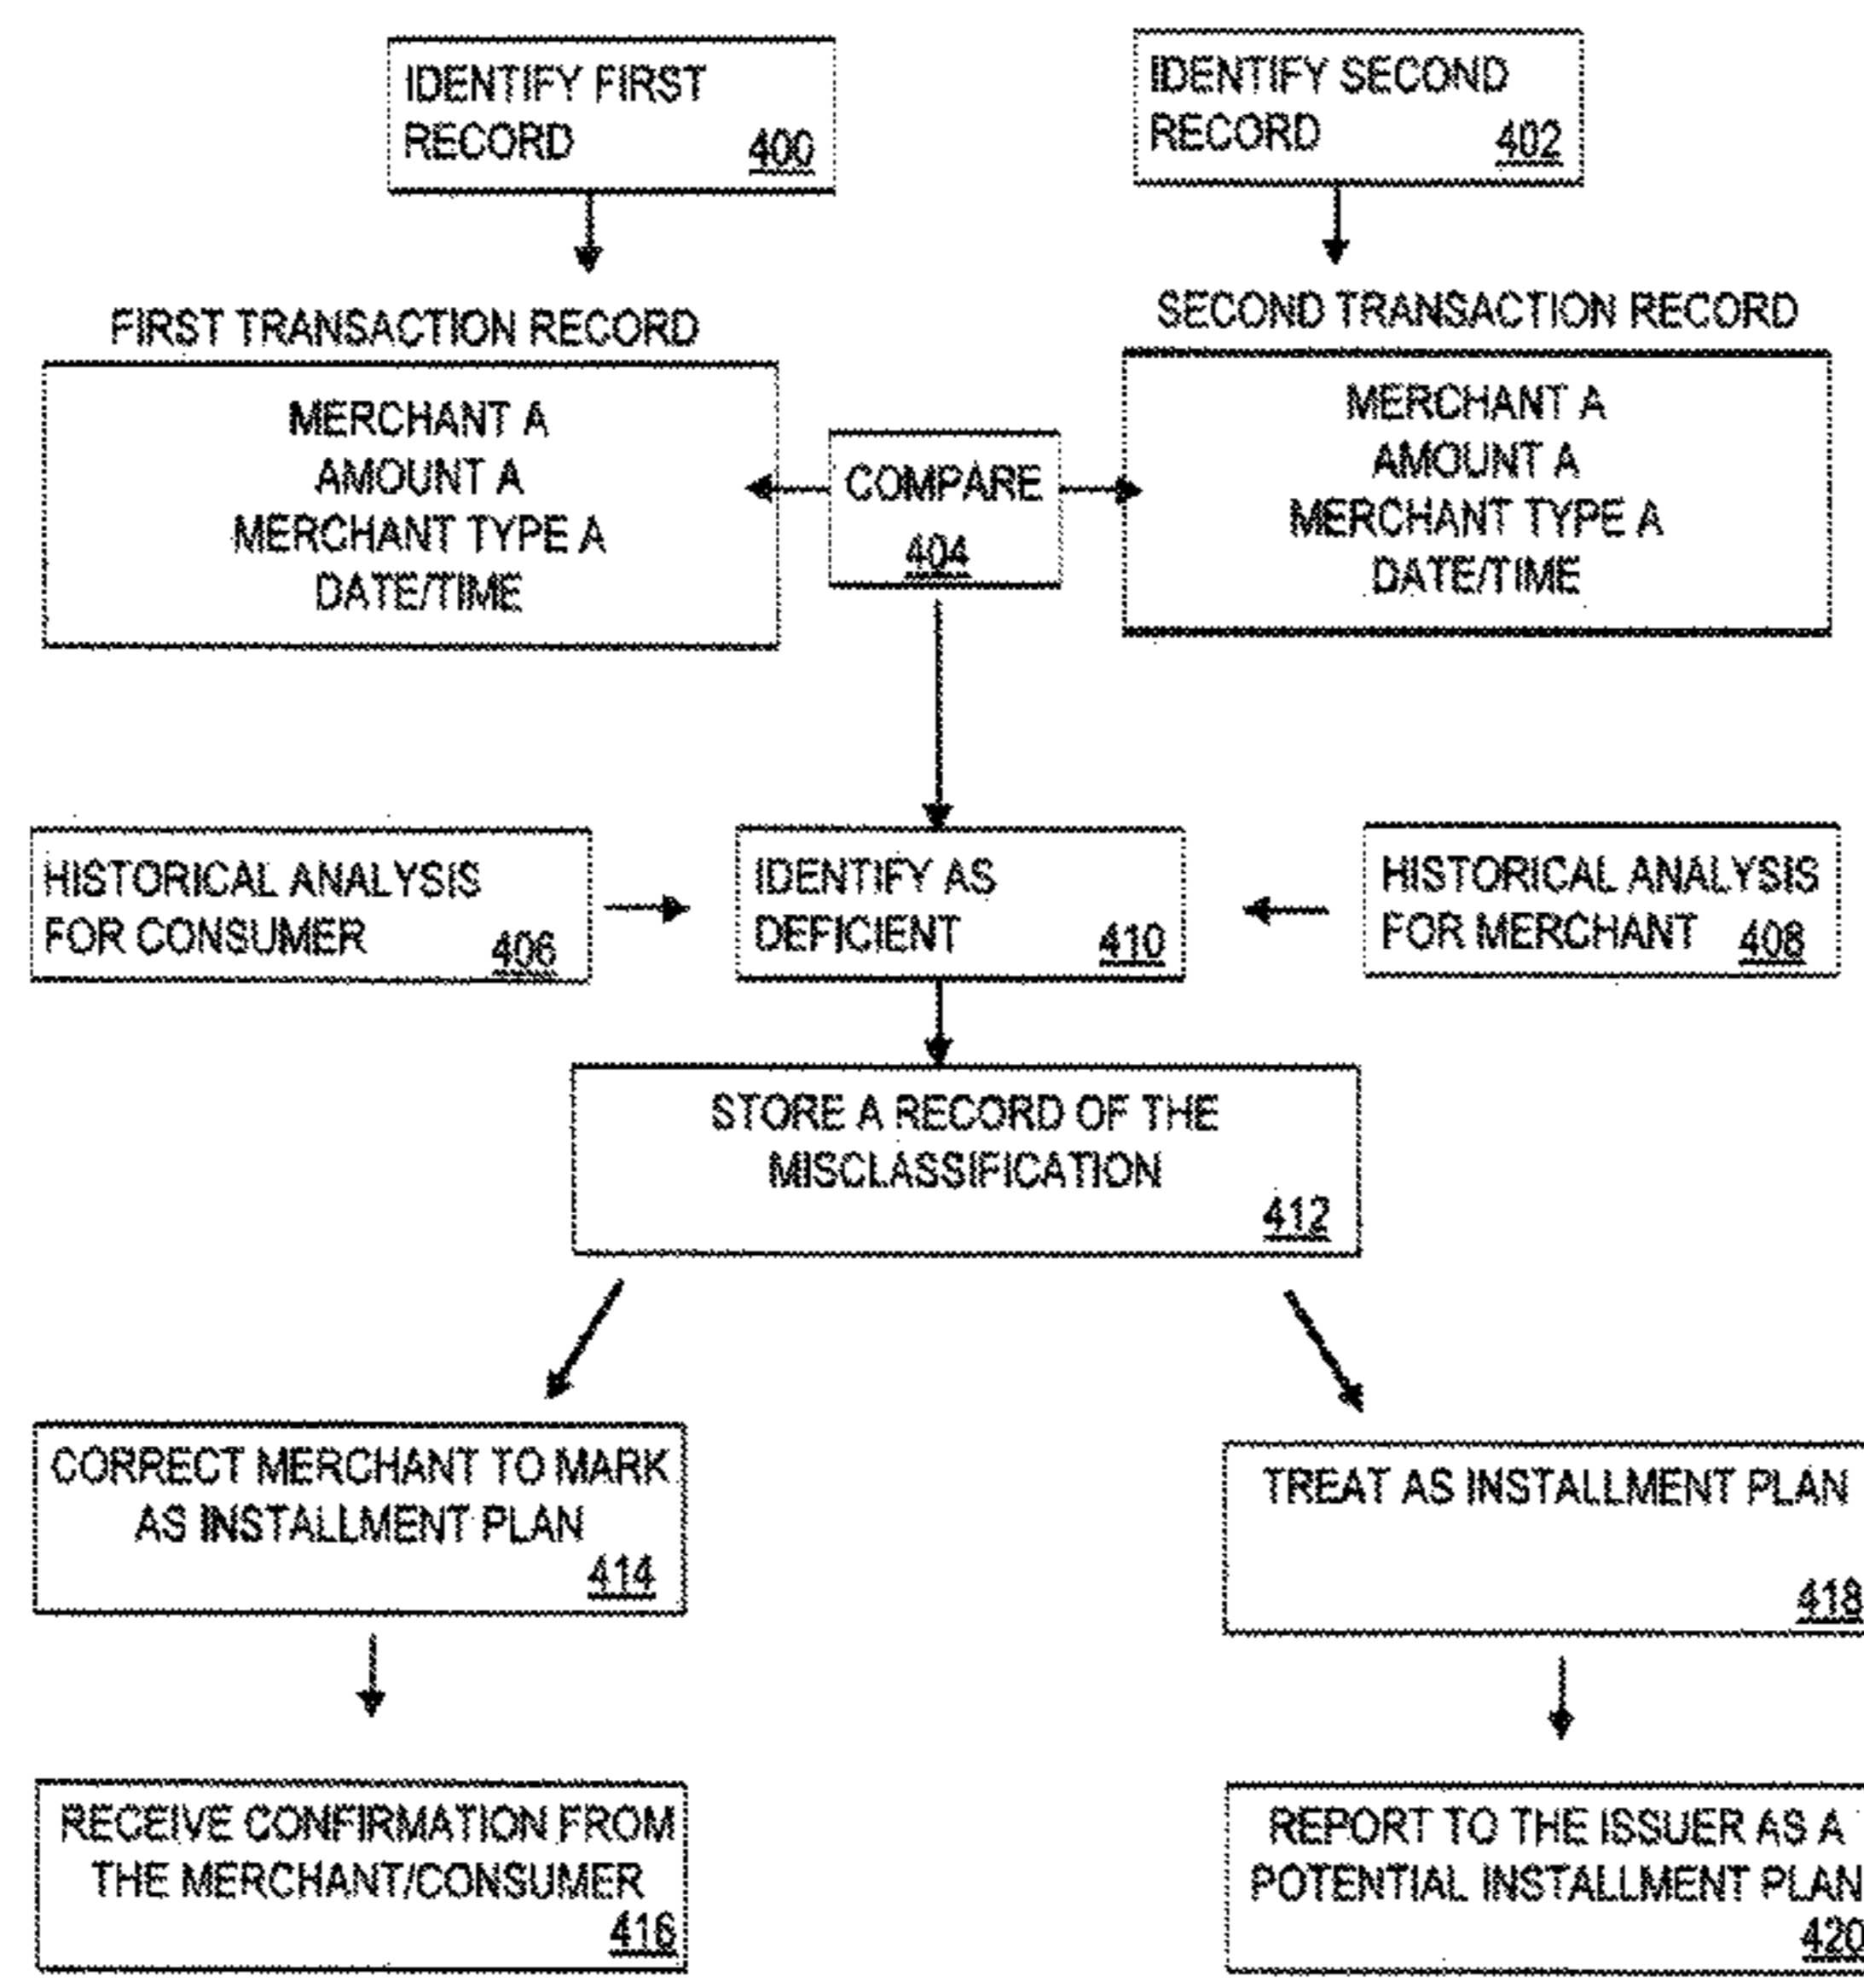 IDENTIFY FIRST
RECORD 400
IDENTIFY SECOND
RECORD 402
FIRST TRANSACTION RECORD
MERCHANT A
AMOUNT A
MERCHANT TYPE A
DATE/TIME
COMPARE
404
SECOND TRANSACTION RECORD
MERCHANT A
AMOUNT A
MERCHANT TYPE A
DATE/TIME
HISTORICAL ANALYSIS
FOR CONSUMER 406
IDENTIFY AS
DEFICIENT 410
HISTORICAL ANALYSIS
FOR MERCHANT 408
STORE A RECORD OF THE
MISCLASSIFICATION
412
CORRECT MERCHANT TO MARK
AS INSTALLMENT PLAN
414
TREAT AS INSTALLMENT PLAN
418
RECEIVE CONFIRMATION FROM
THE MERCHANT/CONSUMER
416
REPORT TO THE ISSUER AS A
POTENTIAL INSTALLMENT PLAN
420